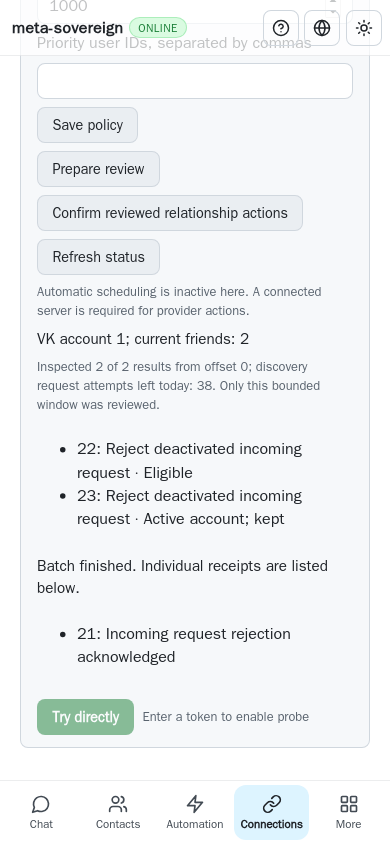 1000
meta-sovereign ONLINE
Priority user IDs, separated by commas
Save policy
Prepare review
Confirm reviewed relationship actions
Refresh status
Automatic scheduling is inactive here. A connected
server is required for provider actions.
VK account 1; current friends: 2
Inspected 2 of 2 results from offset 0; discovery
request attempts left today: 38. Only this bounded
window was reviewed.
• 22: Reject deactivated incoming
request · Eligible
• 23: Reject deactivated incoming
request · Active account; kept
Batch finished. Individual receipts are listed
below.
• 21: Incoming request rejection
acknowledged
Try directly Enter a token to enable probe
Chat Contacts Automation Connections More